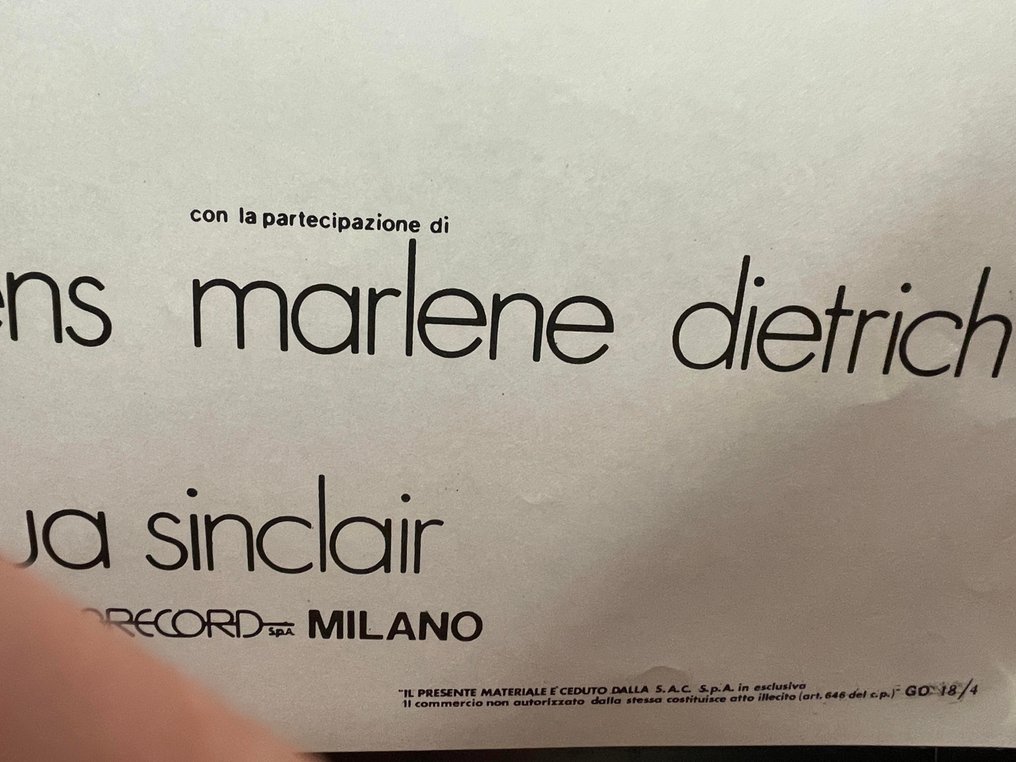 con la partecipazione di
ens marlene dietrich
ua sinclair
RECORD S.p.A. MILANO
"IL PRESENTE MATERIALE E' CEDUTO DALLA S.A.C. S.p.A. in esclusiva
Il commercio non autorizzato dalla stessa costituisce atto illecito (art. 646 del c.p.)" GO 18/4